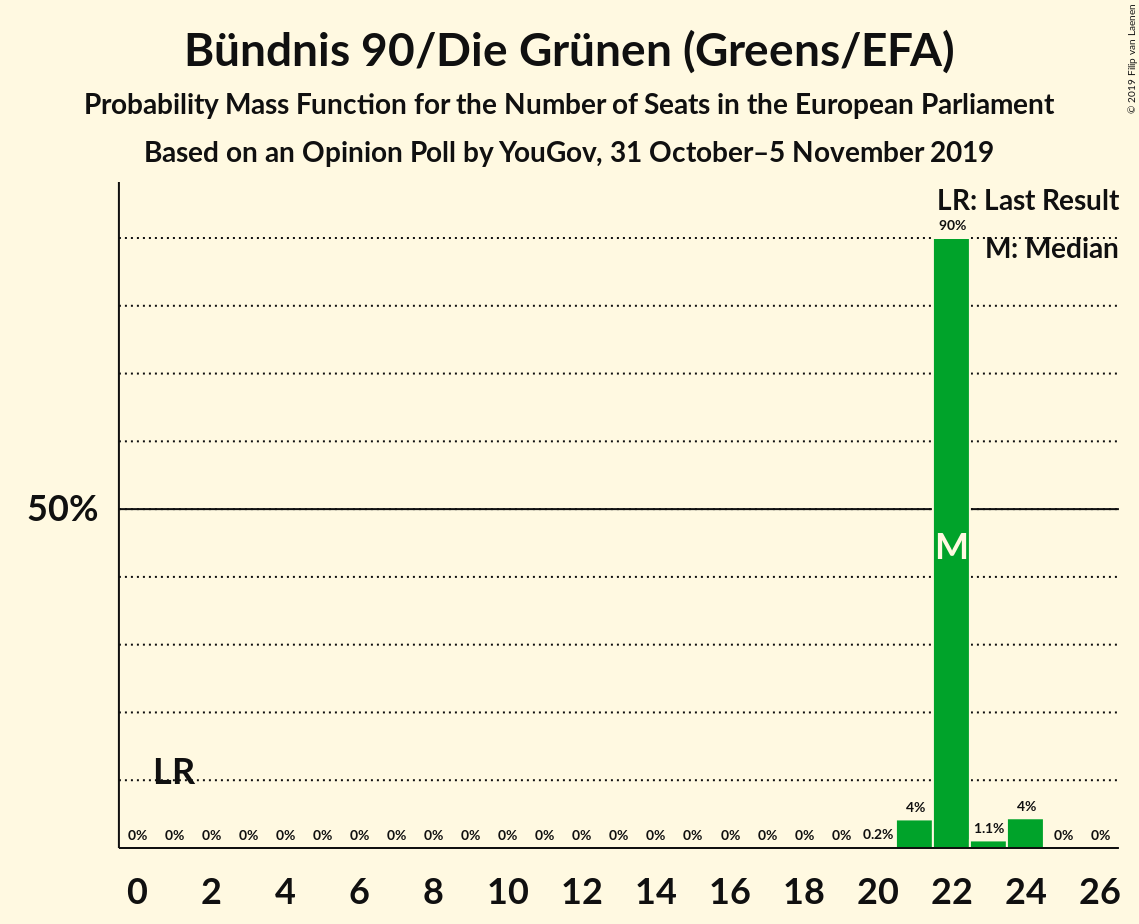 Bündnis 90/Die Grünen (Greens/EFA)
Probability Mass Function for the Number of Seats in the European Parliament
Based on an Opinion Poll by YouGov, 31 October–5 November 2019
© 2019 Filip van Laenen
LR: Last Result
M: Median
90%
50%
M
LR
0% 0% 0% 0% 0% 0% 0% 0% 0% 0% 0% 0% 0% 0% 0% 0% 0% 0% 0% 0% 0.2% 4% 1.1% 4% 0% 0%
0 2 4 6 8 10 12 14 16 18 20 22 24 26